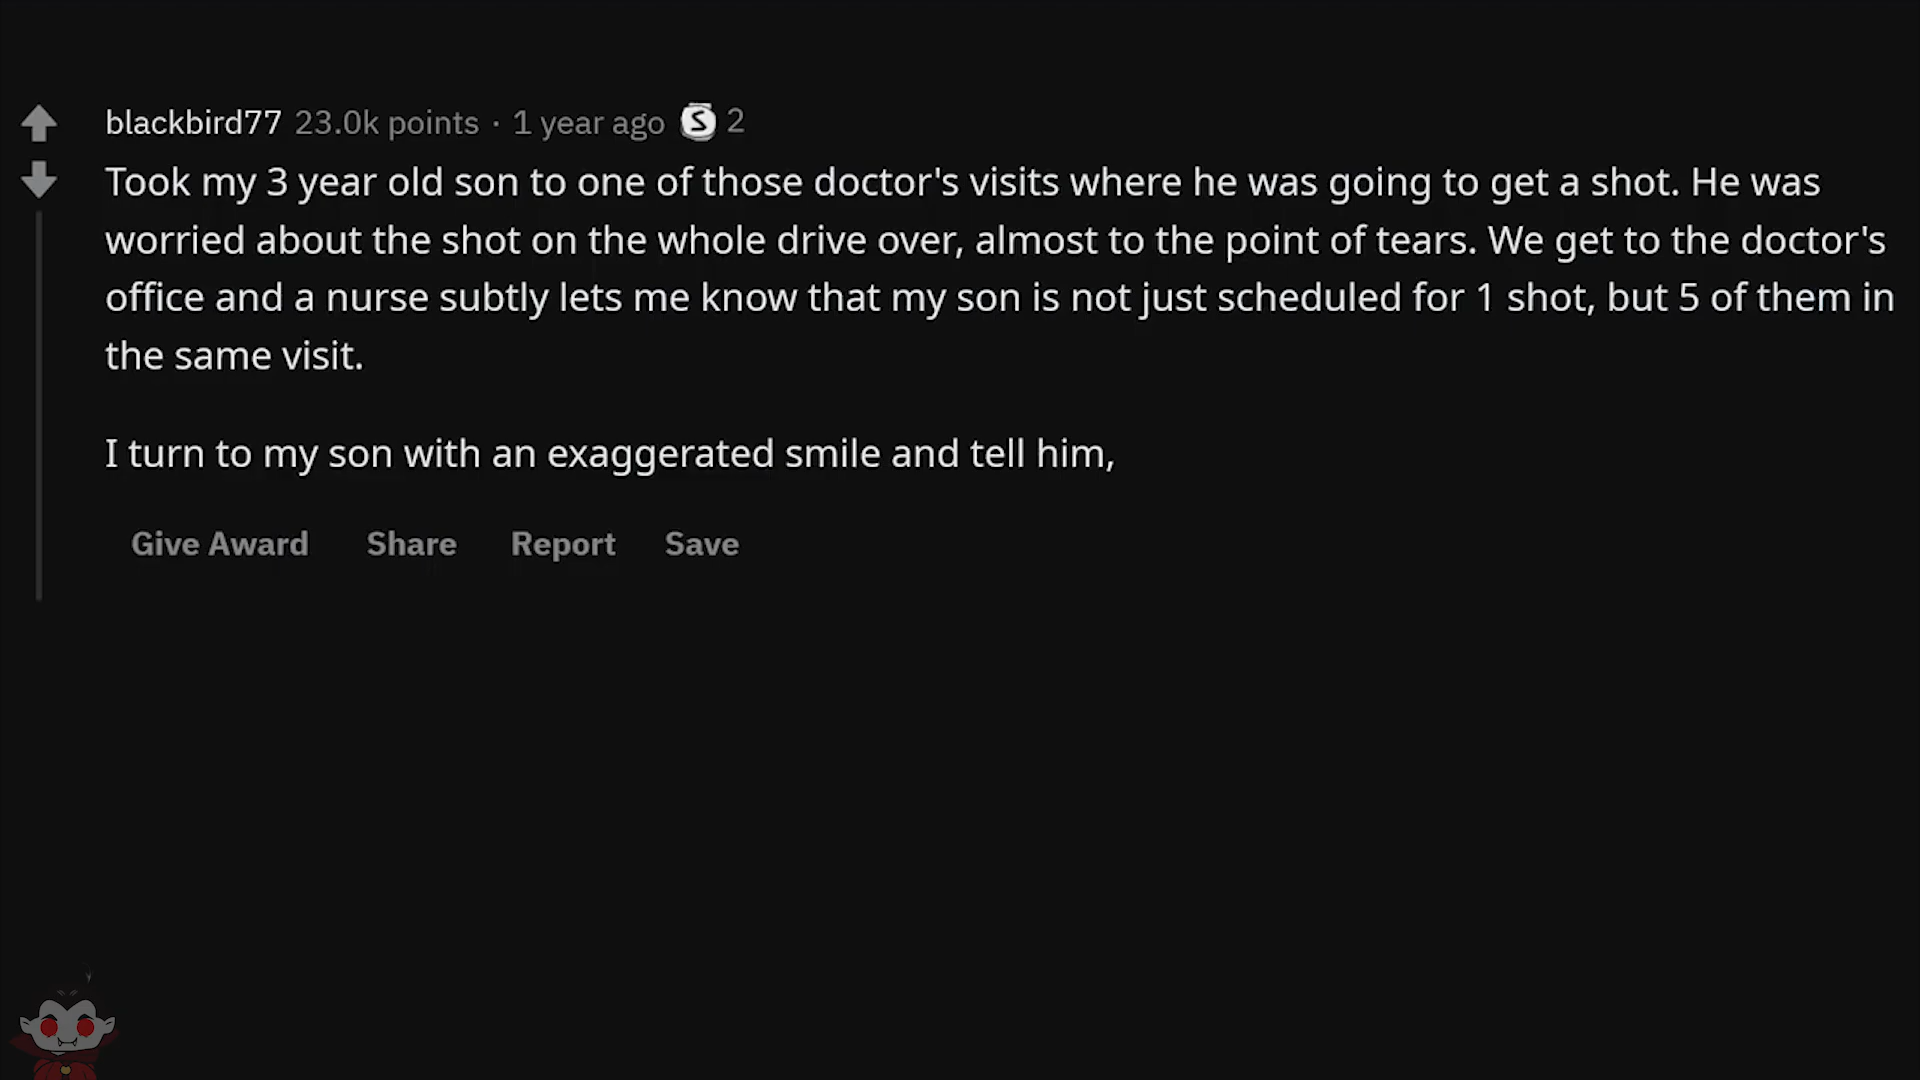 blackbird77 23.0k points · 1 year ago S 2
Took my 3 year old son to one of those doctor's visits where he was going to get a shot. He was
worried about the shot on the whole drive over, almost to the point of tears. We get to the doctor's
office and a nurse subtly lets me know that my son is not just scheduled for 1 shot, but 5 of them in
the same visit.
I turn to my son with an exaggerated smile and tell him,
Give Award Share Report Save